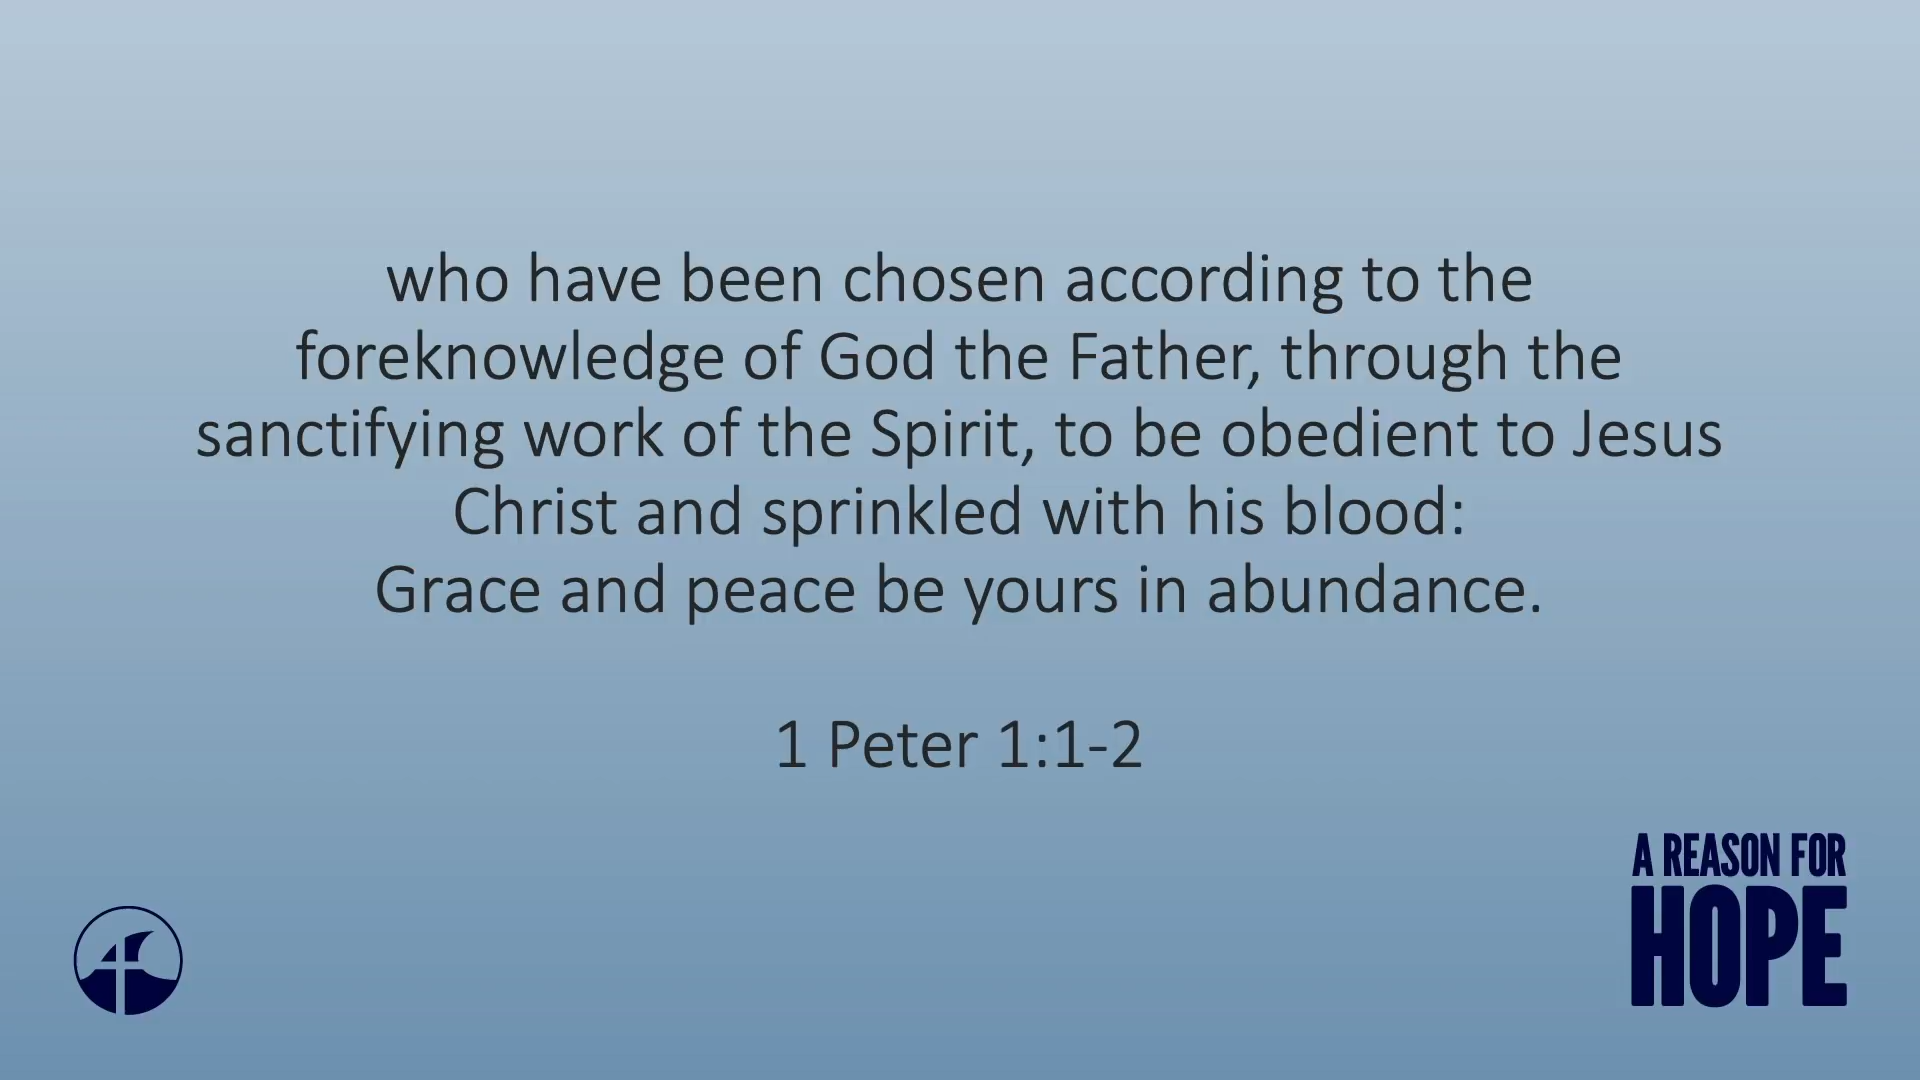 who have been chosen according to the
foreknowledge of God the Father, through the
sanctifying work of the Spirit, to be obedient to Jesus
Christ and sprinkled with his blood:
Grace and peace be yours in abundance.
1 Peter 1:1-2
A REASON FOR
HOPE